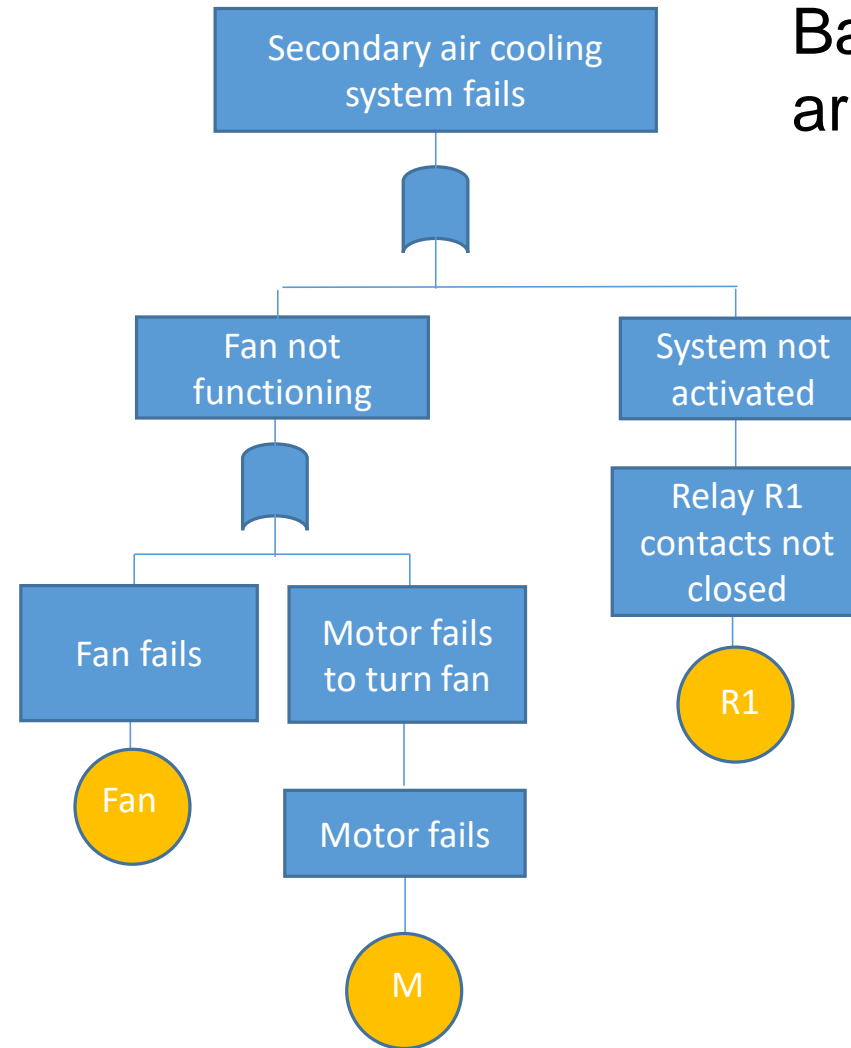 Secondary air cooling
system fails
Fan not
functioning
System not
activated
Relay R1
contacts not
closed
Fan fails
Motor fails
to turn fan
R1
Fan
Motor fails
M